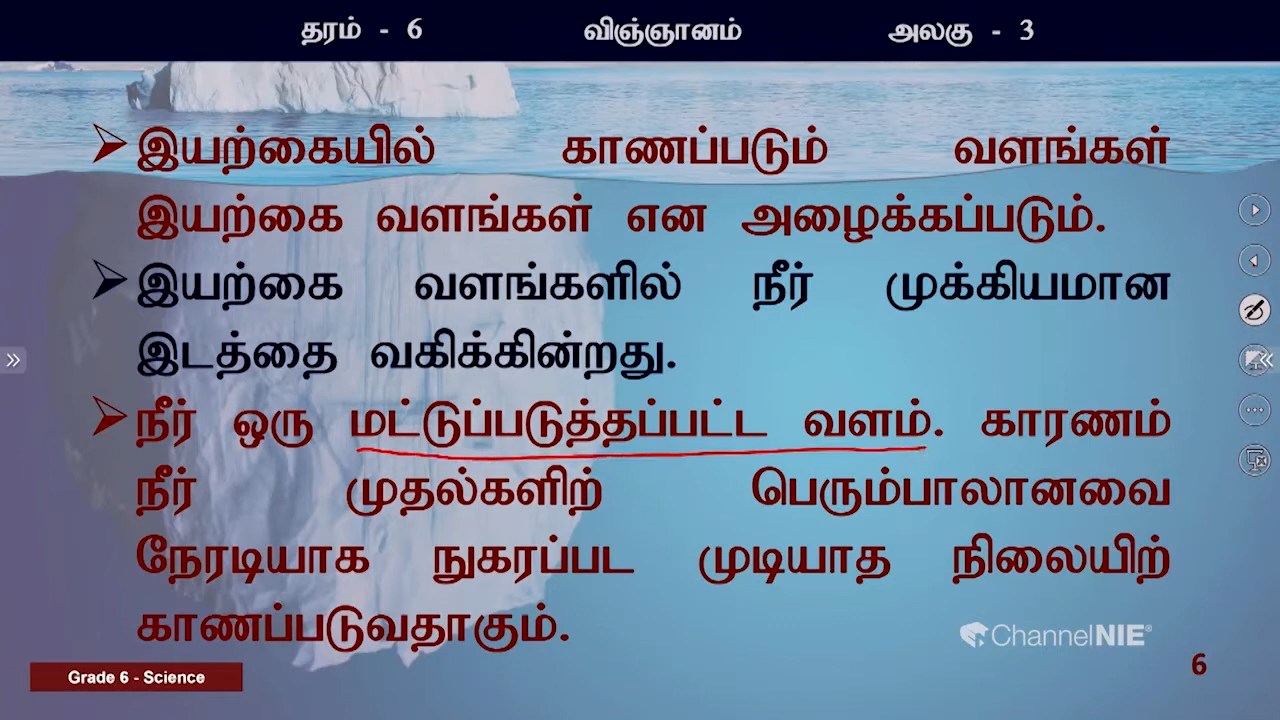 தரம் - 6 விஞ்ஞானம் அலகு - 3
இயற்கையில் காணப்படும் வளங்கள்
இயற்கை வளங்கள் என அழைக்கப்படும்.
இயற்கை வளங்களில் நீர் முக்கியமான
இடத்தை வகிக்கின்றது.
நீர் ஒரு மட்டுப்படுத்தப்பட்ட வளம். காரணம்
நீர் முதல்களிற் பெரும்பாலானவை
நேரடியாக நுகரப்பட முடியாத நிலையிற்
காணப்படுவதாகும்.
ChannelNIE®
6
Grade 6 - Science